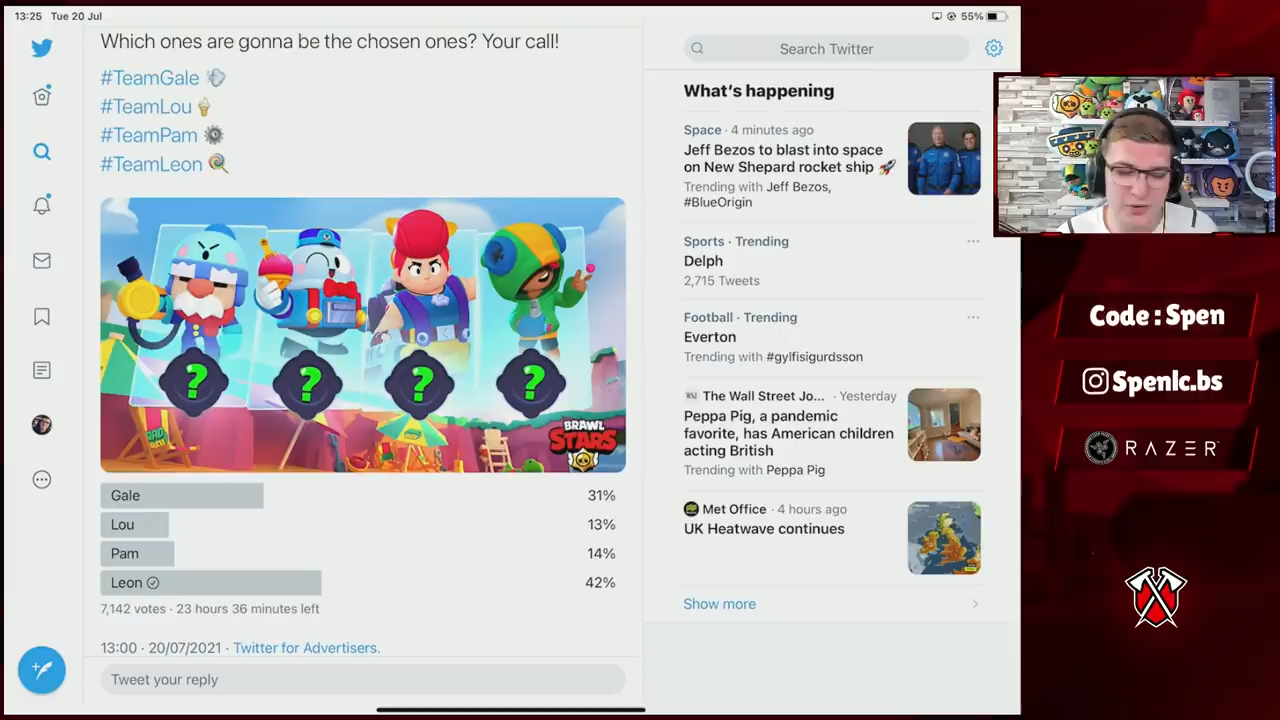 13:25 Tue 20 Jul
55%
Which ones are gonna be the chosen ones? Your call!
#TeamGale
#TeamLou
#TeamPam
#TeamLeon
BRAWL
STARS
Gale 31%
Lou 13%
Pam 14%
Leon 42%
7,142 votes · 23 hours 36 minutes left
13:00 · 20/07/2021 · Twitter for Advertisers.
Tweet your reply
Search Twitter
What's happening
Space · 4 minutes ago
Jeff Bezos to blast into space
on New Shepard rocket ship 🚀
Trending with Jeff Bezos,
#BlueOrigin
Sports · Trending
Delph
2,715 Tweets
Football · Trending
Everton
Trending with #gylfisigurdsson
WSJ The Wall Street Jo... · Yesterday
Peppa Pig, a pandemic
favorite, has American children
acting British
Trending with Peppa Pig
Met Office · 4 hours ago
UK Heatwave continues
Show more
Code : Spen
Spenlc.bs
RAZER